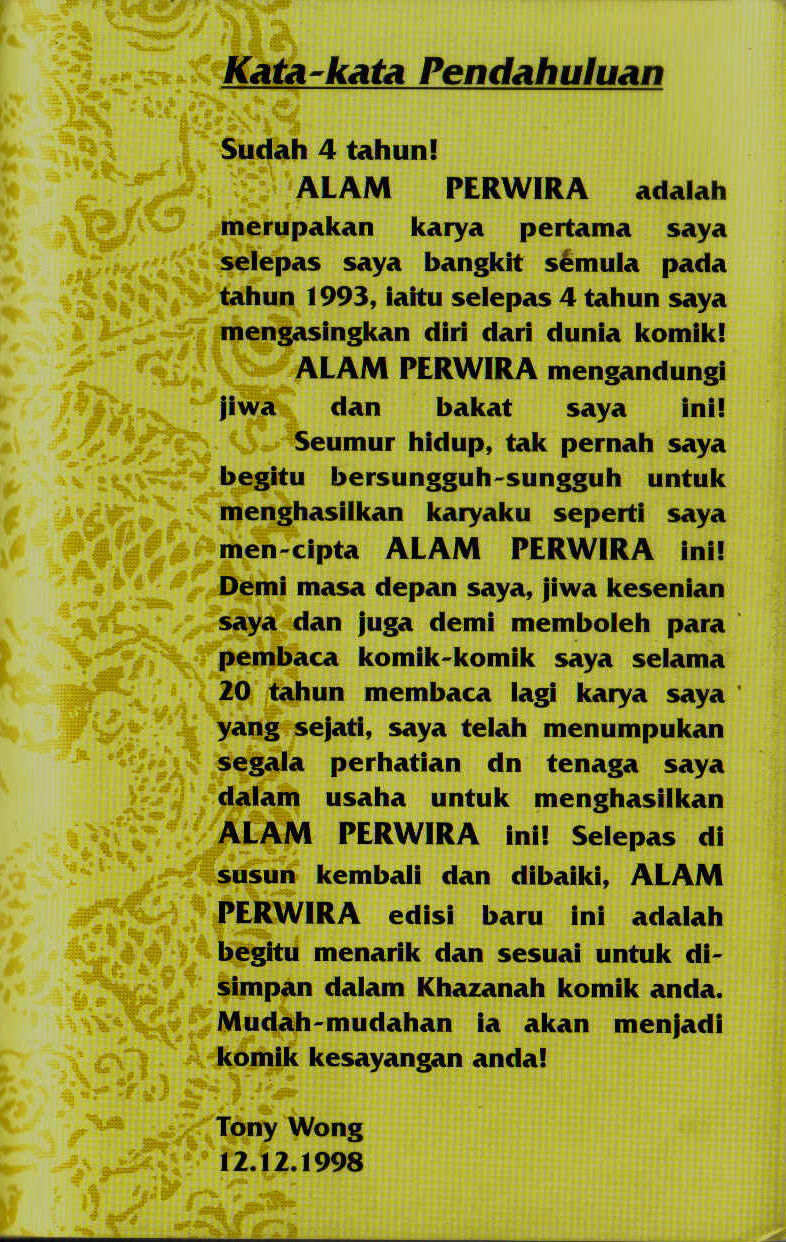 Kata-kata Pendahuluan
Sudah 4 tahun!
ALAM PERWIRA adalah
merupakan karya pertama saya
selepas saya bangkit semula pada
tahun 1993, iaitu selepas 4 tahun saya
mengasingkan diri dari dunia komik!
ALAM PERWIRA mengandungi
jiwa dan bakat saya ini!
Seumur hidup, tak pernah saya
begitu bersungguh-sungguh untuk
menghasilkan karyaku seperti saya
men-cipta ALAM PERWIRA ini!
Demi masa depan saya, jiwa kesenian
saya dan juga demi memboleh para
pembaca komik-komik saya selama
20 tahun membaca lagi karya saya
yang sejati, saya telah menumpukan
segala perhatian dn tenaga saya
dalam usaha untuk menghasilkan
ALAM PERWIRA ini! Selepas di
susun kembali dan dibaiki, ALAM
PERWIRA edisi baru ini adalah
begitu menarik dan sesuai untuk di-
simpan dalam Khazanah komik anda.
Mudah-mudahan ia akan menjadi
komik kesayangan anda!
Tony Wong
12.12.1998